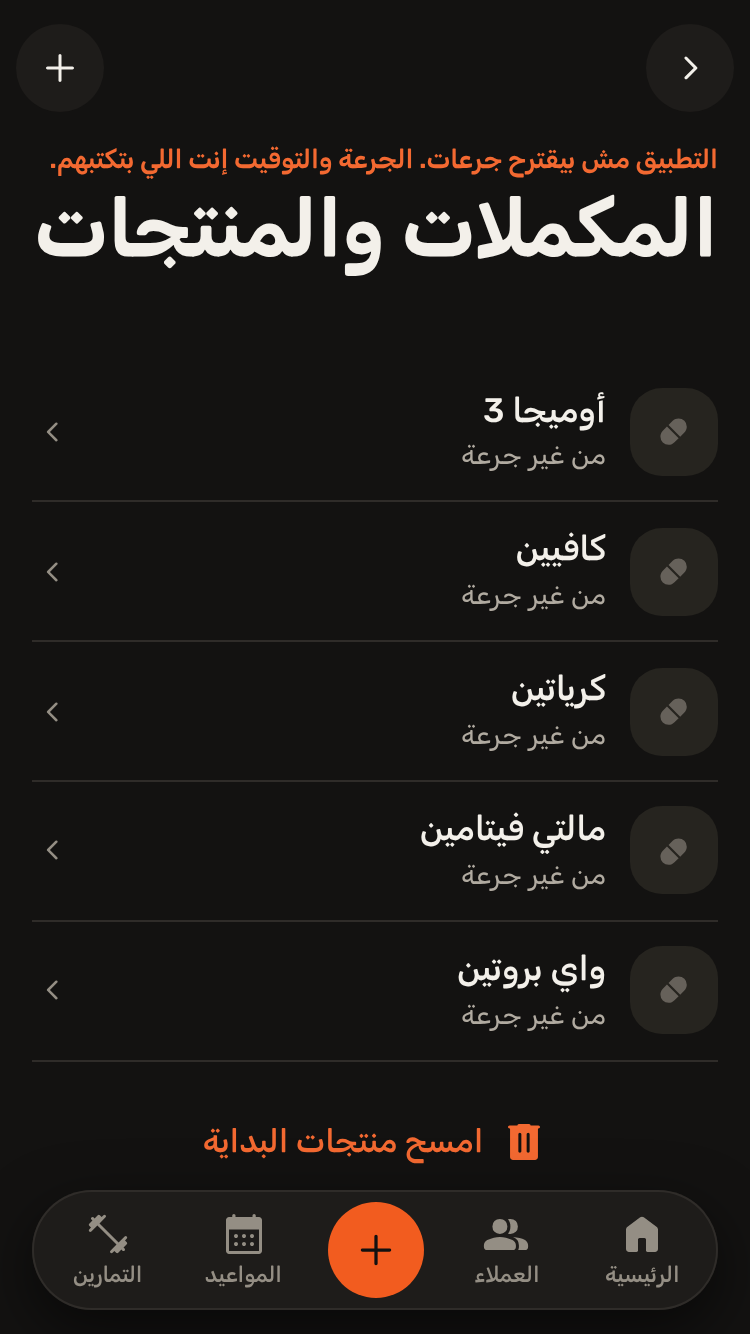 التطبيق مش بيقترح جرعات. الجرعة والتوقيت إنت اللي بتكتبهم.
المكملات والمنتجات
أوميجا 3
من غير جرعة
كافيين
من غير جرعة
كرياتين
من غير جرعة
مالتي فيتامين
من غير جرعة
واي بروتين
من غير جرعة
امسح منتجات البداية
الرئيسية
العملاء
المواعيد
التمارين